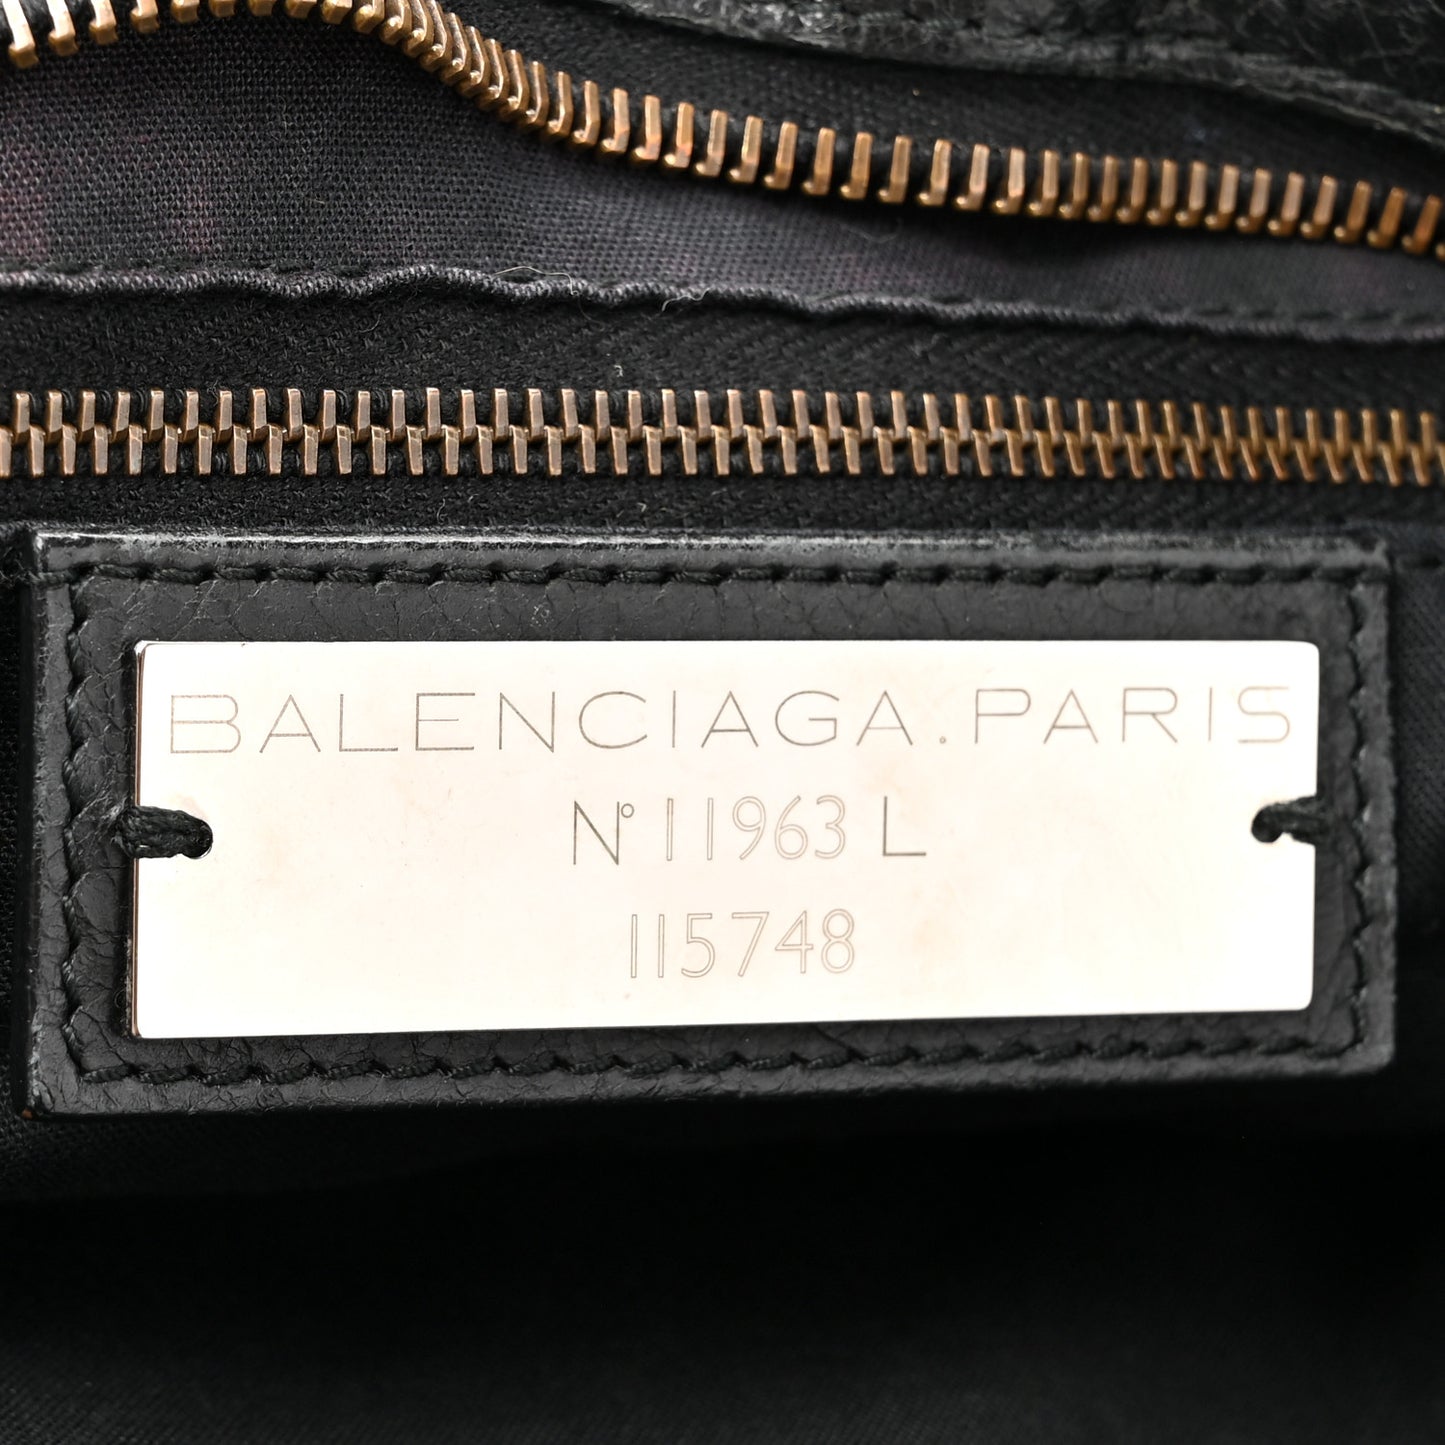 BALENCIAGA.PARIS
N° 11963 L
115748